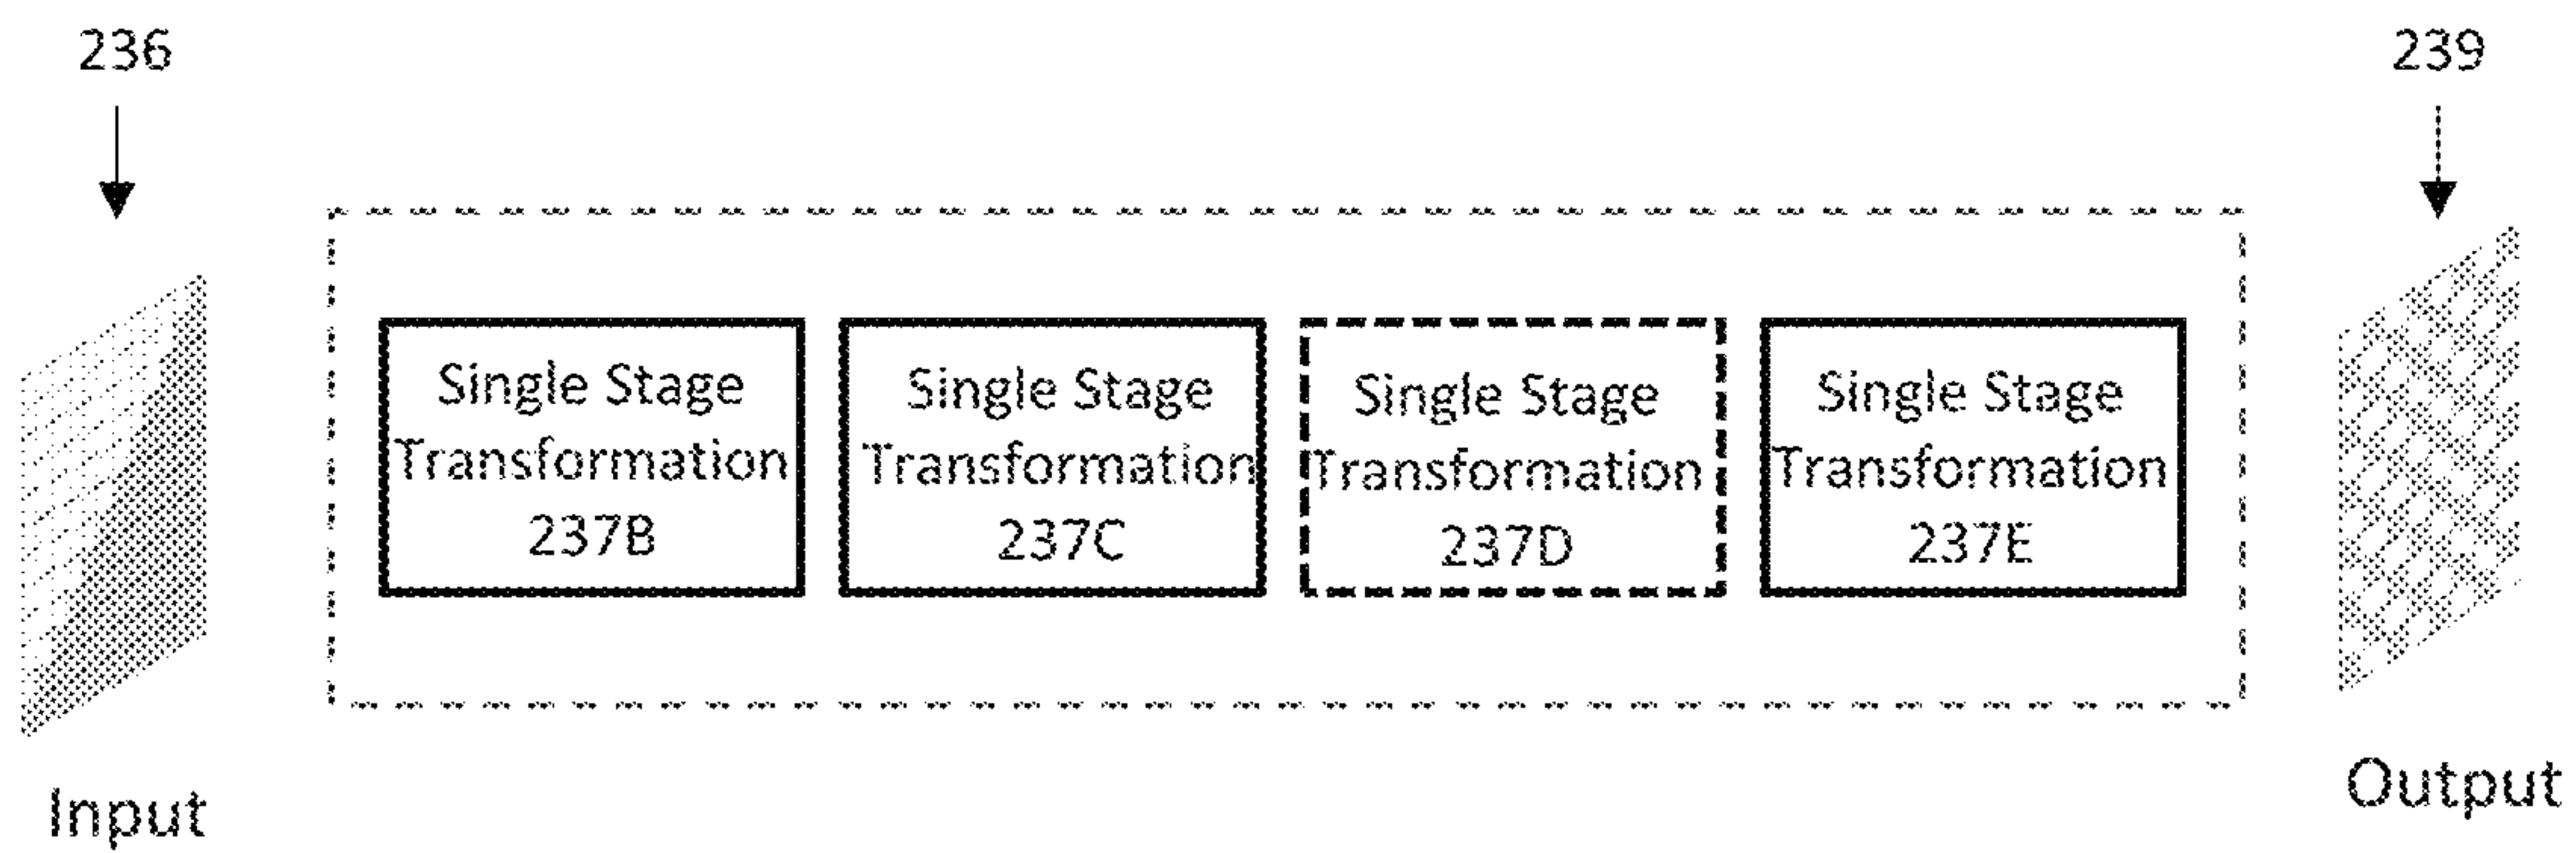 236
239
Single Stage
Transformation
237B
Single Stage
Transformation
237C
Single Stage
Transformation
237D
Single Stage
Transformation
237E
Input
Output